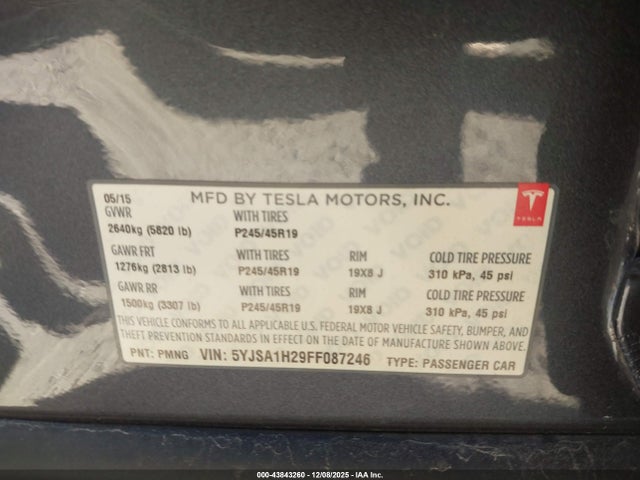 05/15 MFD BY TESLA MOTORS, INC.
GVWR WITH TIRES
2640kg (5820 lb) P245/45R19
TESLA
GAWR FRT WITH TIRES RIM COLD TIRE PRESSURE
1276kg (2813 lb) P245/45R19 19X8 J 310 kPa, 45 psi
GAWR RR WITH TIRES RIM COLD TIRE PRESSURE
1500kg (3307 lb) P245/45R19 19X8 J 310 kPa, 45 psi
THIS VEHICLE CONFORMS TO ALL APPLICABLE U.S. FEDERAL MOTOR VEHICLE SAFETY, BUMPER, AND
THEFT PREVENTION STANDARDS IN EFFECT ON THE DATE OF MANUFACTURE SHOWN ABOVE.
PNT: PMNG VIN: 5YJSA1H29FF087246 TYPE: PASSENGER CAR
000-43843260 - 12/08/2025 - IAA Inc.